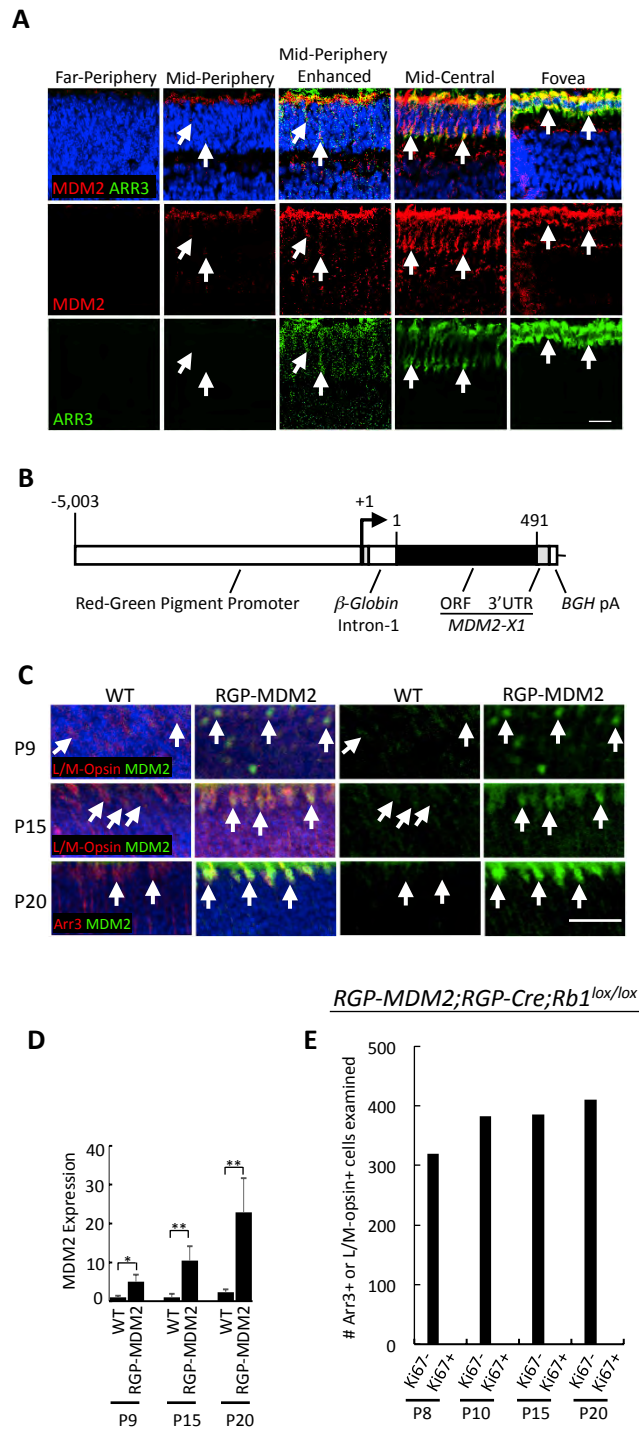 A
Far-Periphery
Mid-Periphery
Mid-Periphery
Enhanced
Mid-Central
Fovea
MDM2 ARR3
MDM2
ARR3
B
-5,003
+1
1
491
Red-Green Pigment Promoter
β-Globin
Intron-1
ORF 3'UTR
MDM2-X1
BGH pA
C
WT
RGP-MDM2
WT
RGP-MDM2
P9
L/M-Opsin MDM2
P15
L/M-Opsin MDM2
P20
Arr3 MDM2
RGP-MDM2;RGP-Cre;Rb1lox/lox
D
MDM2 Expression
40
30
20
10
0
*
**
**
WT
RGP-MDM2
WT
RGP-MDM2
WT
RGP-MDM2
P9
P15
P20
E
# Arr3+ or L/M-opsin+ cells examined
500
400
300
200
100
0
Ki67-
Ki67+
Ki67-
Ki67+
Ki67-
Ki67+
Ki67-
Ki67+
P8
P10
P15
P20